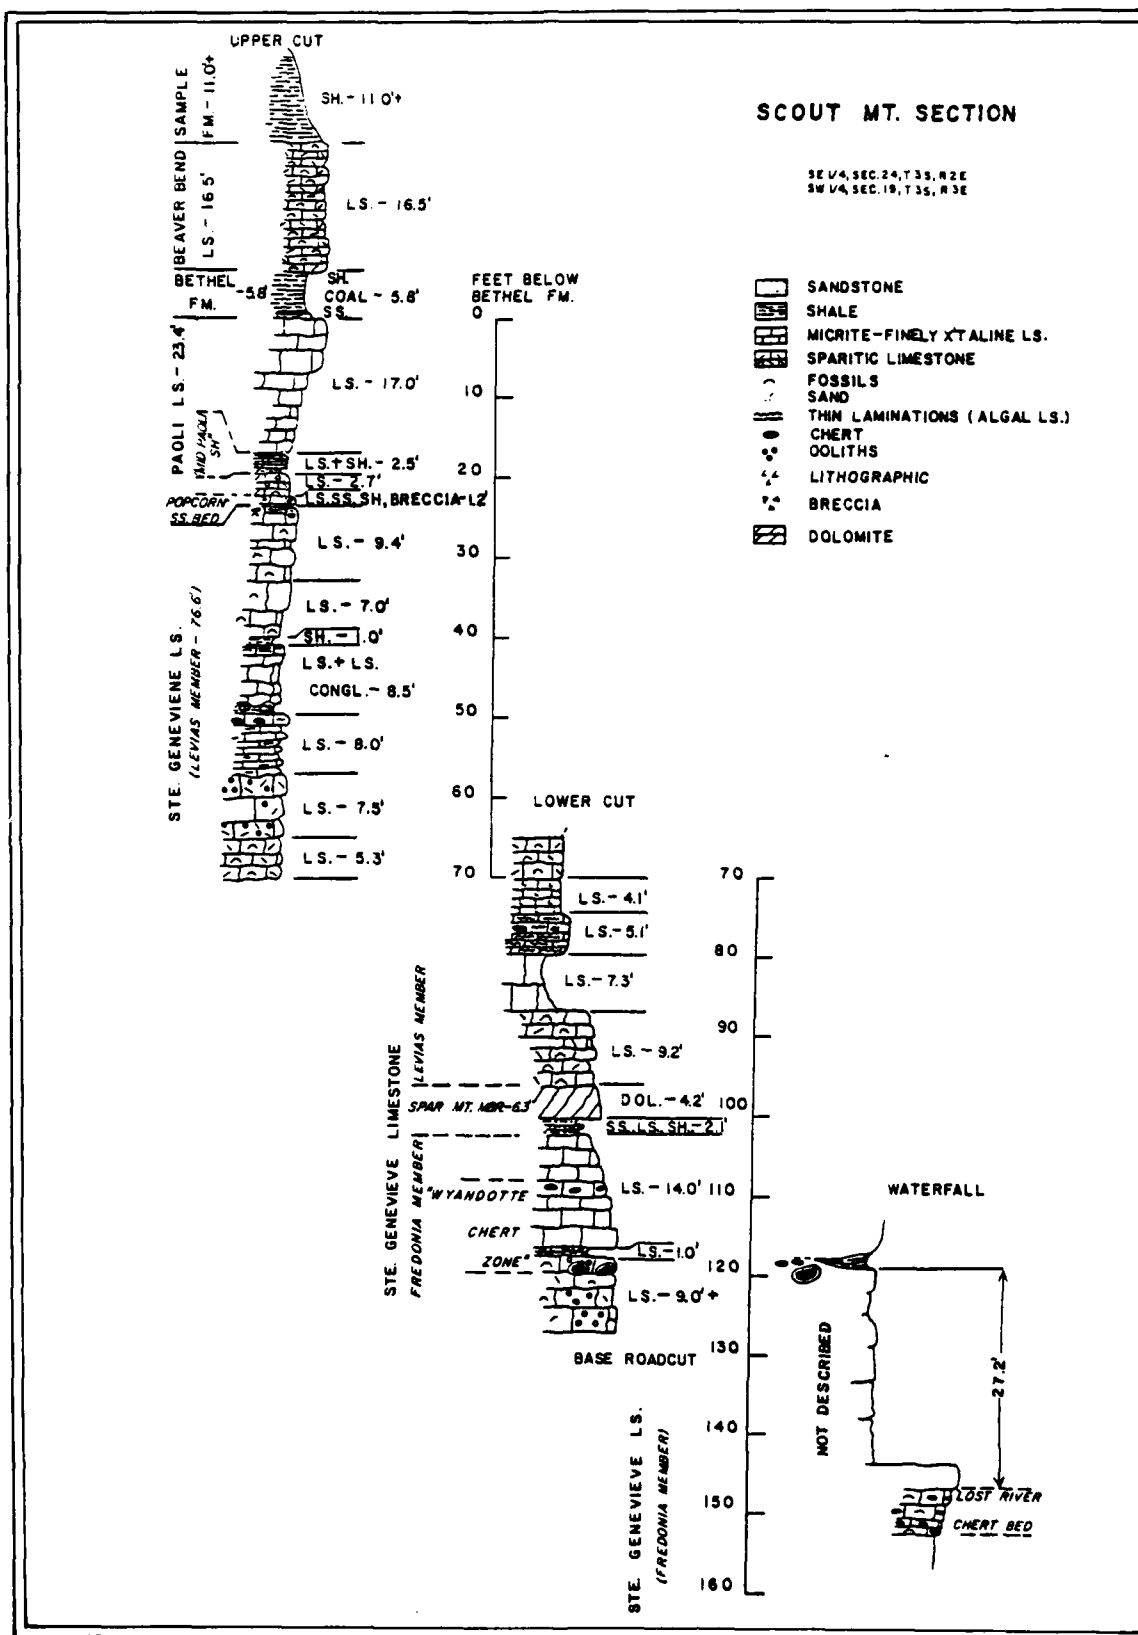 UPPER CUT
SAMPLE
FM.-11.0'+
SH.-11.0'+
SCOUT MT. SECTION
SE 1/4, SEC. 24, T 3 S, R 2 E
SW 1/4, SEC. 19, T 3 S, R 3 E
BEAVER BEND
LS.-16.5'
LS.-16.5'
BETHEL
FM.
-5.8'
SH.
COAL-5.8'
SS.
FEET BELOW
BETHEL FM.
0
10
20
30
40
50
60
70
SANDSTONE
SHALE
MICRITE-FINELY X'TALINE LS.
SPARITIC LIMESTONE
FOSSILS
SAND
THIN LAMINATIONS (ALGAL LS.)
CHERT
OOLITHS
LITHOGRAPHIC
BRECCIA
DOLOMITE
PAOLI LS.-23.4'
"MID PAOLI
SH"
POPCORN
SS. BED
LS.-17.0'
LS.+SH.-2.5'
LS.-2.7'
LS. SS. SH, BRECCIA-1.2'
LS.-9.4'
LS.-7.0'
SH.-1.0'
LS.+LS.
CONGL.-8.5'
LS.-8.0'
LS.-7.5'
LS.-5.3'
STE. GENEVIENE LS.
(LEVIAS MEMBER-76.6')
LOWER CUT
LS.-4.1'
LS.-5.1'
LS.-7.3'
LS.-9.2'
DOL.-4.2'
SS. LS. SH.-2.1'
LS.-14.0'
LS.-1.0'
LS.-9.0'+
STE. GENEVIEVE LIMESTONE
LEVIAS MEMBER
SPAR MT. MBR-6.3'
FREDONIA MEMBER
"WYANDOTTE
CHERT
ZONE"
BASE ROADCUT
70
80
90
100
110
120
130
140
150
160
STE. GENEVIEVE LS.
(FREDONIA MEMBER)
WATERFALL
NOT DESCRIBED
27.2'
LOST RIVER
CHERT BED